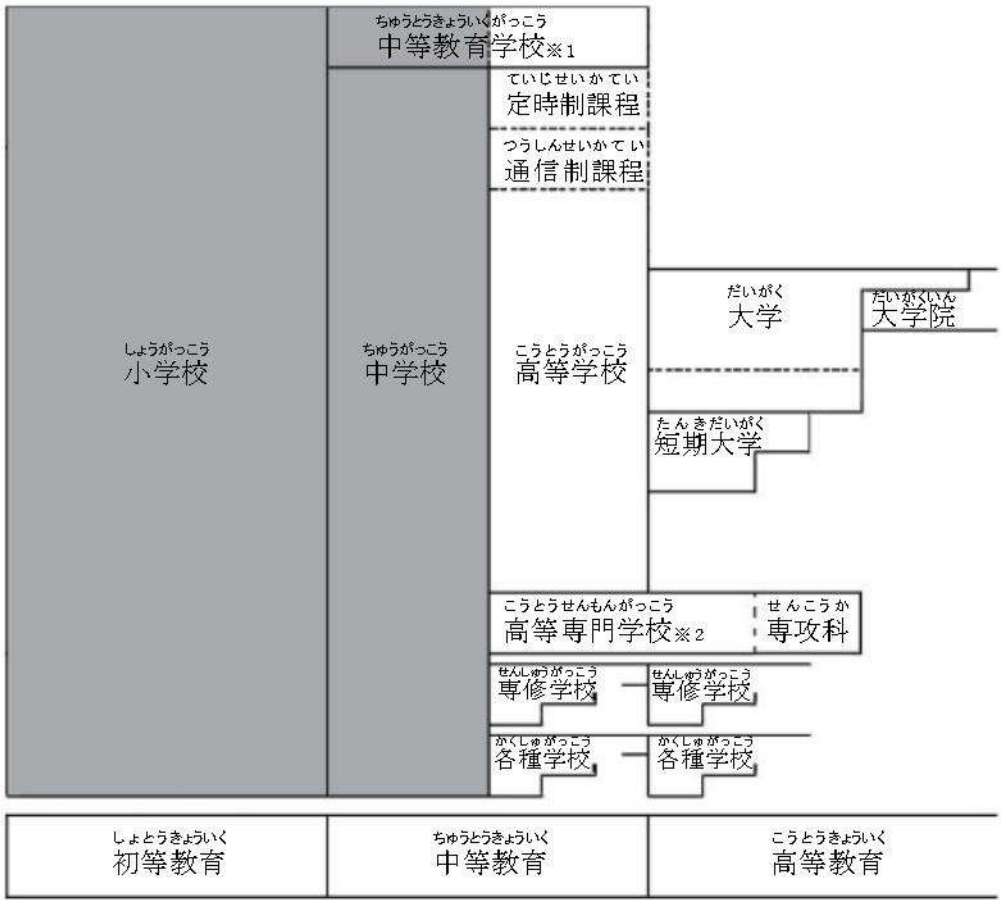 ちゅうとうきょういくがっこう
中等教育学校※1
ていじせいかてい
定時制課程
つうしんせいかてい
通信制課程
しょうがっこう
小学校
ちゅうがっこう
中学校
こうとうがっこう
高等学校
だいがく
大学
だいがくいん
大学院
たんきだいがく
短期大学
こうとうせんもんがっこう
高等専門学校※2
せんこうか
専攻科
せんしゅうがっこう
専修学校
せんしゅうがっこう
専修学校
かくしゅがっこう
各種学校
かくしゅがっこう
各種学校
しょとうきょういく
初等教育
ちゅうとうきょういく
中等教育
こうとうきょういく
高等教育